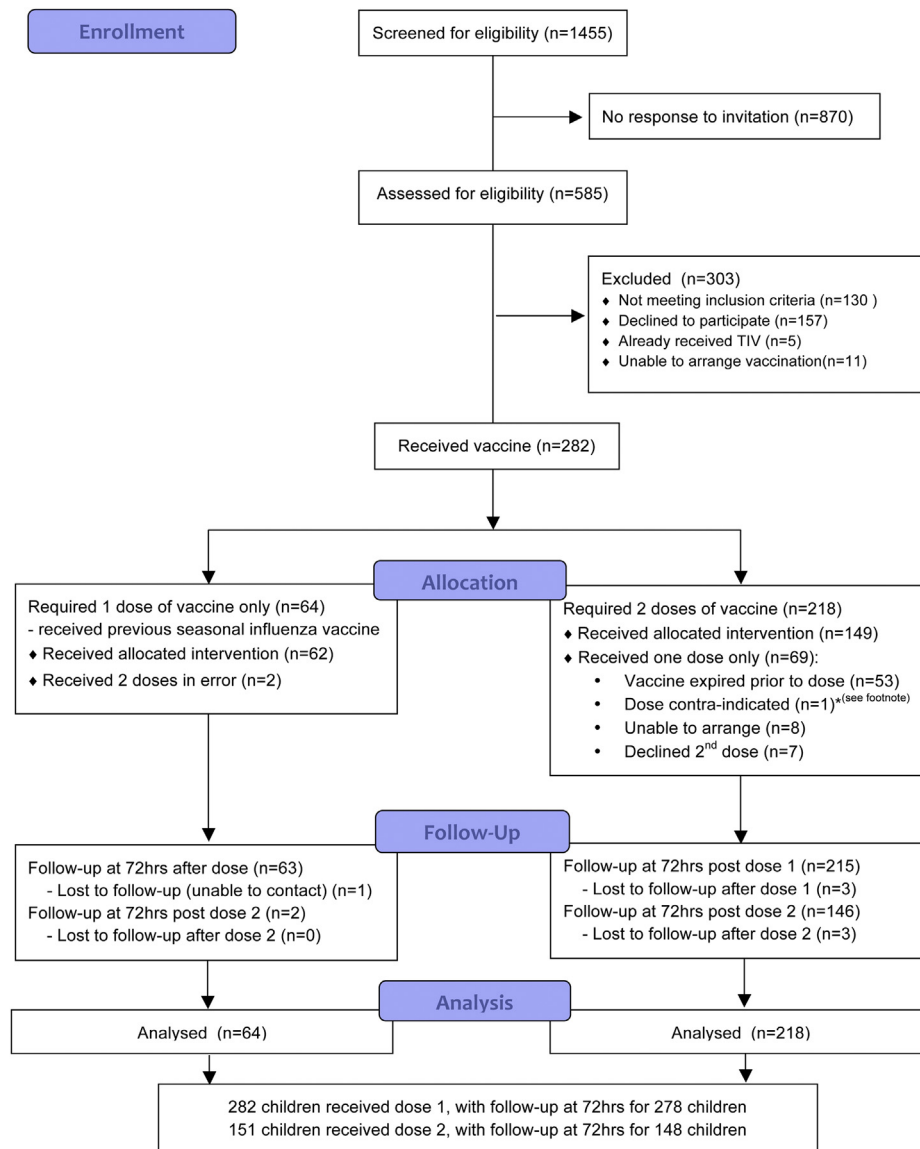 Enrollment
Screened for eligibility (n=1455)
No response to invitation (n=870)
Assessed for eligibility (n=585)
Excluded (n=303)
♦ Not meeting inclusion criteria (n=130 )
♦ Declined to participate (n=157)
♦ Already received TIV (n=5)
♦ Unable to arrange vaccination(n=11)
Received vaccine (n=282)
Allocation
Required 1 dose of vaccine only (n=64)
- received previous seasonal influenza vaccine
♦ Received allocated intervention (n=62)
♦ Received 2 doses in error (n=2)
Required 2 doses of vaccine (n=218)
♦ Received allocated intervention (n=149)
♦ Received one dose only (n=69):
• Vaccine expired prior to dose (n=53)
• Dose contra-indicated (n=1)*(see footnote)
• Unable to arrange (n=8)
• Declined 2nd dose (n=7)
Follow-Up
Follow-up at 72hrs after dose (n=63)
- Lost to follow-up (unable to contact) (n=1)
Follow-up at 72hrs post dose 2 (n=2)
- Lost to follow-up after dose 2 (n=0)
Follow-up at 72hrs post dose 1 (n=215)
- Lost to follow-up after dose 1 (n=3)
Follow-up at 72hrs post dose 2 (n=146)
- Lost to follow-up after dose 2 (n=3)
Analysis
Analysed (n=64)
Analysed (n=218)
282 children received dose 1, with follow-up at 72hrs for 278 children
151 children received dose 2, with follow-up at 72hrs for 148 children